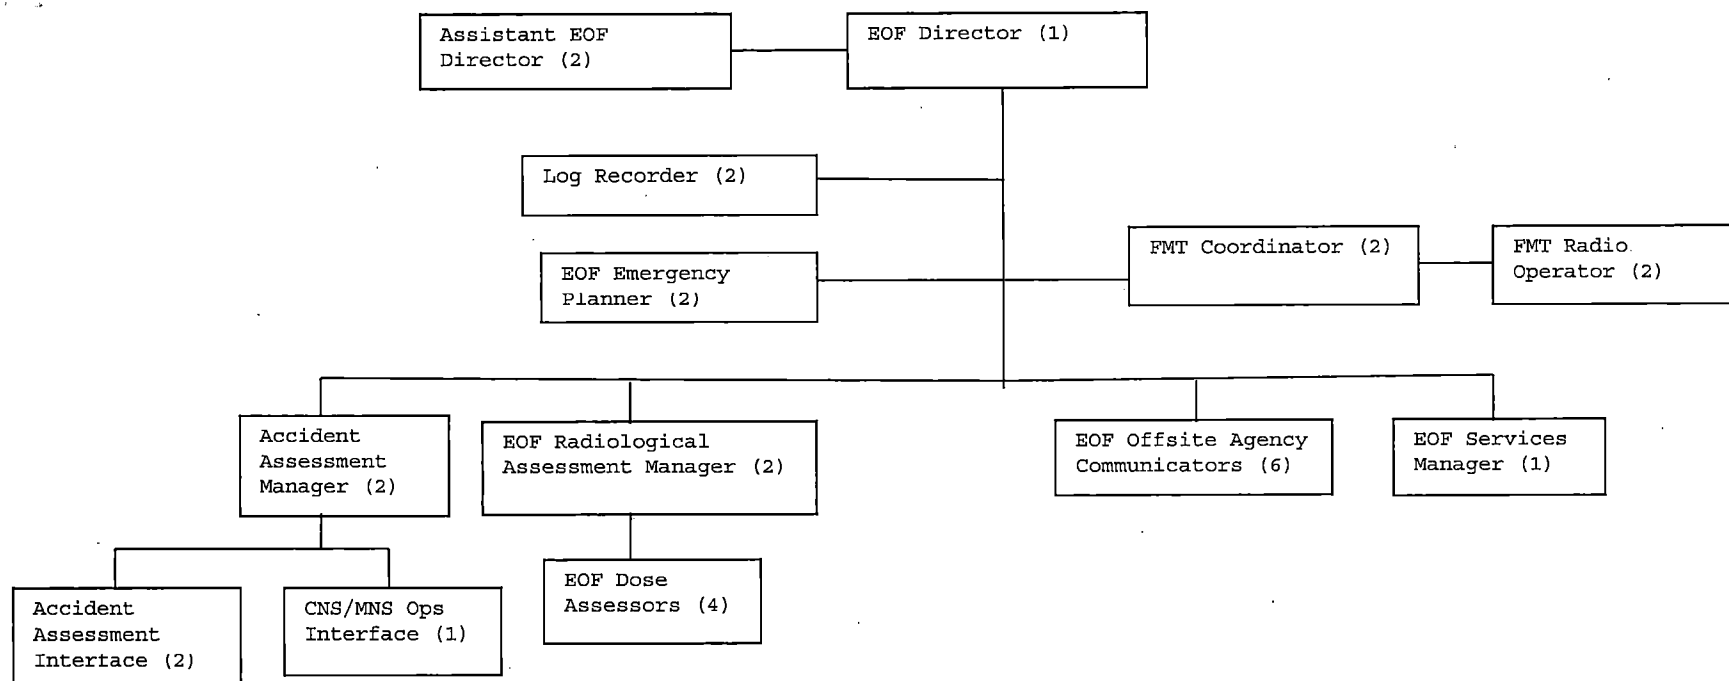 Assistant EOF
Director (2)
EOF Director (1)
Log Recorder (2)
EOF Emergency
Planner (2)
FMT Coordinator (2)
FMT Radio
Operator (2)
Accident
Assessment
Manager (2)
EOF Radiological
Assessment Manager (2)
EOF Offsite Agency
Communicators (6)
EOF Services
Manager (1)
Accident
Assessment
Interface (2)
CNS/MNS Ops
Interface (1)
EOF Dose
Assessors (4)